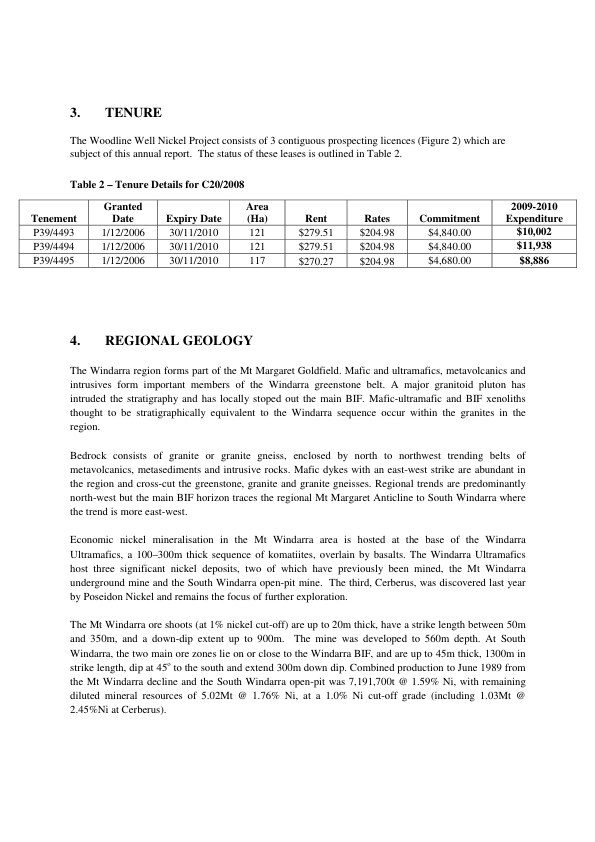 3. TENURE
The Woodline Well Nickel Project consists of 3 contiguous prospecting licences (Figure 2) which are
subject of this annual report. The status of these leases is outlined in Table 2.
Table 2 – Tenure Details for C20/2008
Tenement Granted Date Expiry Date Area (Ha) Rent Rates Commitment 2009-2010 Expenditure
P39/4493 1/12/2006 30/11/2010 121 $279.51 $204.98 $4,840.00 $10,002
P39/4494 1/12/2006 30/11/2010 121 $279.51 $204.98 $4,840.00 $11,938
P39/4495 1/12/2006 30/11/2010 117 $270.27 $204.98 $4,680.00 $8,886
4. REGIONAL GEOLOGY
The Windarra region forms part of the Mt Margaret Goldfield. Mafic and ultramafics, metavolcanics and
intrusives form important members of the Windarra greenstone belt. A major granitoid pluton has
intruded the stratigraphy and has locally stoped out the main BIF. Mafic-ultramafic and BIF xenoliths
thought to be stratigraphically equivalent to the Windarra sequence occur within the granites in the
region.
Bedrock consists of granite or granite gneiss, enclosed by north to northwest trending belts of
metavolcanics, metasediments and intrusive rocks. Mafic dykes with an east-west strike are abundant in
the region and cross-cut the greenstone, granite and granite gneisses. Regional trends are predominantly
north-west but the main BIF horizon traces the regional Mt Margaret Anticline to South Windarra where
the trend is more east-west.
Economic nickel mineralisation in the Mt Windarra area is hosted at the base of the Windarra
Ultramafics, a 100–300m thick sequence of komatiites, overlain by basalts. The Windarra Ultramafics
host three significant nickel deposits, two of which have previously been mined, the Mt Windarra
underground mine and the South Windarra open-pit mine. The third, Cerberus, was discovered last year
by Poseidon Nickel and remains the focus of further exploration.
The Mt Windarra ore shoots (at 1% nickel cut-off) are up to 20m thick, have a strike length between 50m
and 350m, and a down-dip extent up to 900m. The mine was developed to 560m depth. At South
Windarra, the two main ore zones lie on or close to the Windarra BIF, and are up to 45m thick, 1300m in
strike length, dip at 45° to the south and extend 300m down dip. Combined production to June 1989 from
the Mt Windarra decline and the South Windarra open-pit was 7,191,700t @ 1.59% Ni, with remaining
diluted mineral resources of 5.02Mt @ 1.76% Ni, at a 1.0% Ni cut-off grade (including 1.03Mt @
2.45%Ni at Cerberus).